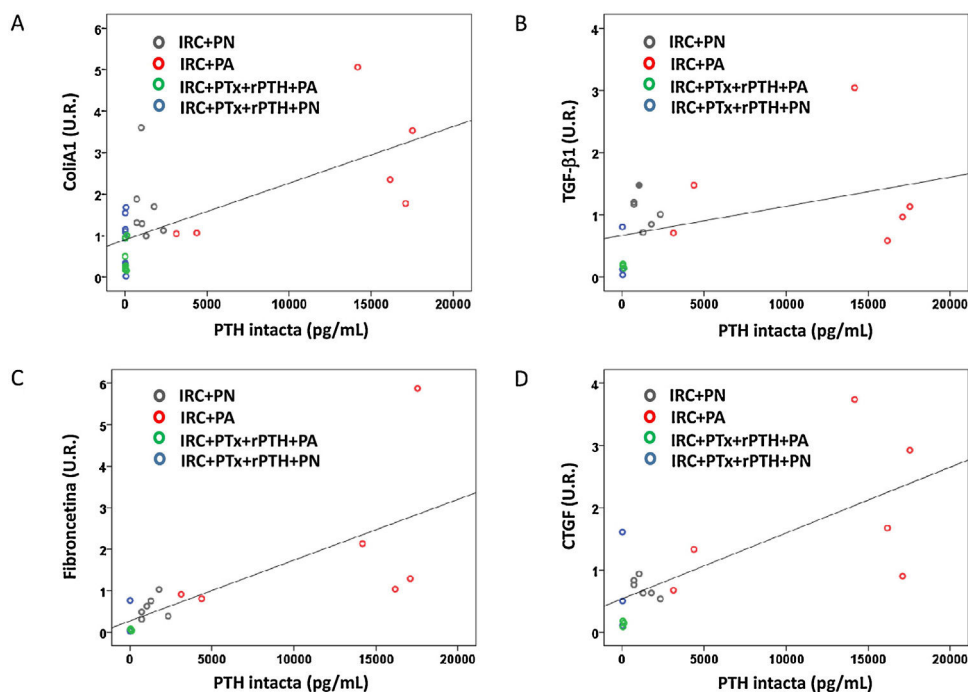 A
ColiA1 (U.R.)
6
5
4
3
2
1
0
IRC+PN
IRC+PA
IRC+PTx+rPTH+PA
IRC+PTx+rPTH+PN
0 5000 10000 15000 20000
PTH intacta (pg/mL)
B
TGF-β1 (U.R.)
4
3
2
1
0
IRC+PN
IRC+PA
IRC+PTx+rPTH+PA
IRC+PTx+rPTH+PN
0 5000 10000 15000 20000
PTH intacta (pg/mL)
C
Fibroncetina (U.R.)
6
5
4
3
2
1
0
IRC+PN
IRC+PA
IRC+PTx+rPTH+PA
IRC+PTx+rPTH+PN
0 5000 10000 15000 20000
PTH intacta (pg/mL)
D
CTGF (U.R.)
4
3
2
1
0
IRC+PN
IRC+PA
IRC+PTx+rPTH+PA
IRC+PTx+rPTH+PN
0 5000 10000 15000 20000
PTH intacta (pg/mL)